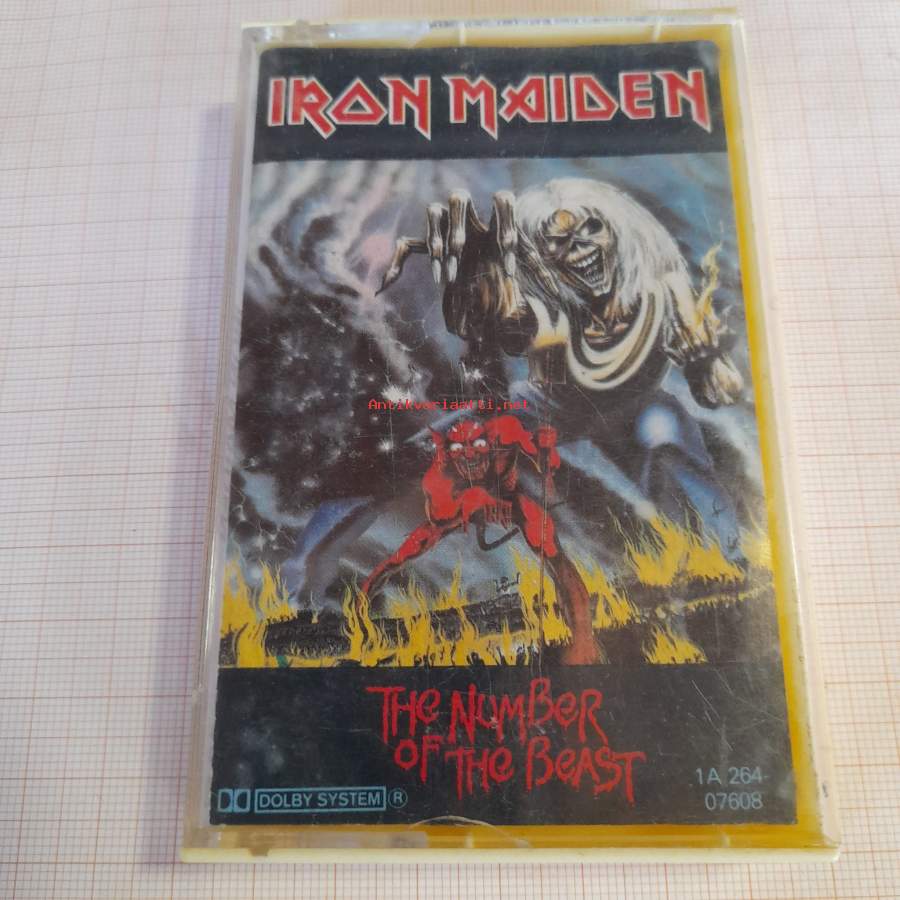 IRON MAIDEN
Antikvariaatti.net
THE NUMBER
OF THE BEAST
1A 264-
07608
DOLBY SYSTEM ®